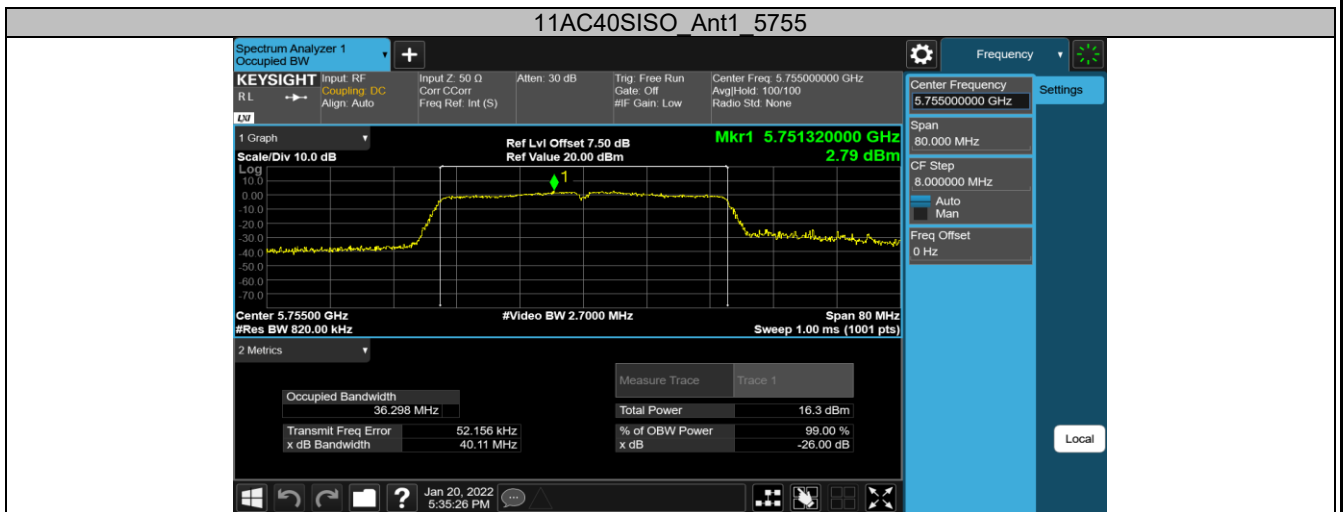 11AC40SISO_Ant1_5755
Spectrum Analyzer 1
Occupied BW
+
Frequency
KEYSIGHT
RL
LXI
Input: RF
Coupling: DC
Align: Auto
Input Z: 50 Ω
Corr CCorr
Freq Ref: Int (S)
Atten: 30 dB
Trig: Free Run
Gate: Off
#IF Gain: Low
Center Freq: 5.755000000 GHz
Avg|Hold: 100/100
Radio Std: None
Center Frequency
5.755000000 GHz
Settings
Span
80.000 MHz
CF Step
8.000000 MHz
Auto
Man
Freq Offset
0 Hz
Local
1 Graph
Scale/Div 10.0 dB
Ref Lvl Offset 7.50 dB
Ref Value 20.00 dBm
Mkr1 5.751320000 GHz
2.79 dBm
Log
10.0
0.00
-10.0
-20.0
-30.0
-40.0
-50.0
-60.0
-70.0
1
Center 5.75500 GHz
#Res BW 820.00 kHz
#Video BW 2.7000 MHz
Span 80 MHz
Sweep 1.00 ms (1001 pts)
2 Metrics
Measure Trace
Trace 1
Occupied Bandwidth
36.298 MHz
Total Power
16.3 dBm
Transmit Freq Error
52.156 kHz
% of OBW Power
99.00 %
x dB Bandwidth
40.11 MHz
x dB
-26.00 dB
?
Jan 20, 2022
5:35:26 PM